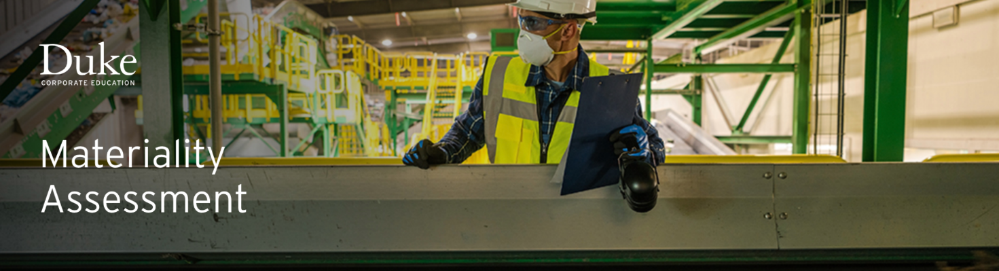 Duke
CORPORATE EDUCATION
Materiality
Assessment